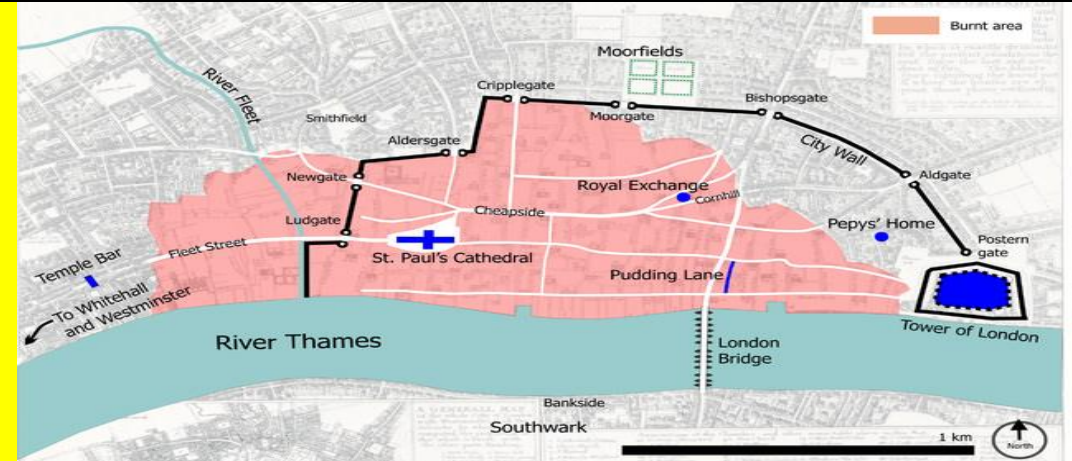 Burnt area
Moorfields
River Fleet
Cripplegate
Bishopsgate
Smithfield
Moorgate
Aldersgate
City Wall
Newgate
Royal Exchange
Aldgate
Cornhill
Cheapside
Ludgate
Pepys' Home
Fleet Street
Postern
gate
St. Paul's Cathedral
Temple Bar
Pudding Lane
To Whitehall
and Westminster
Tower of London
River Thames
London
Bridge
Bankside
Southwark
1 km
North